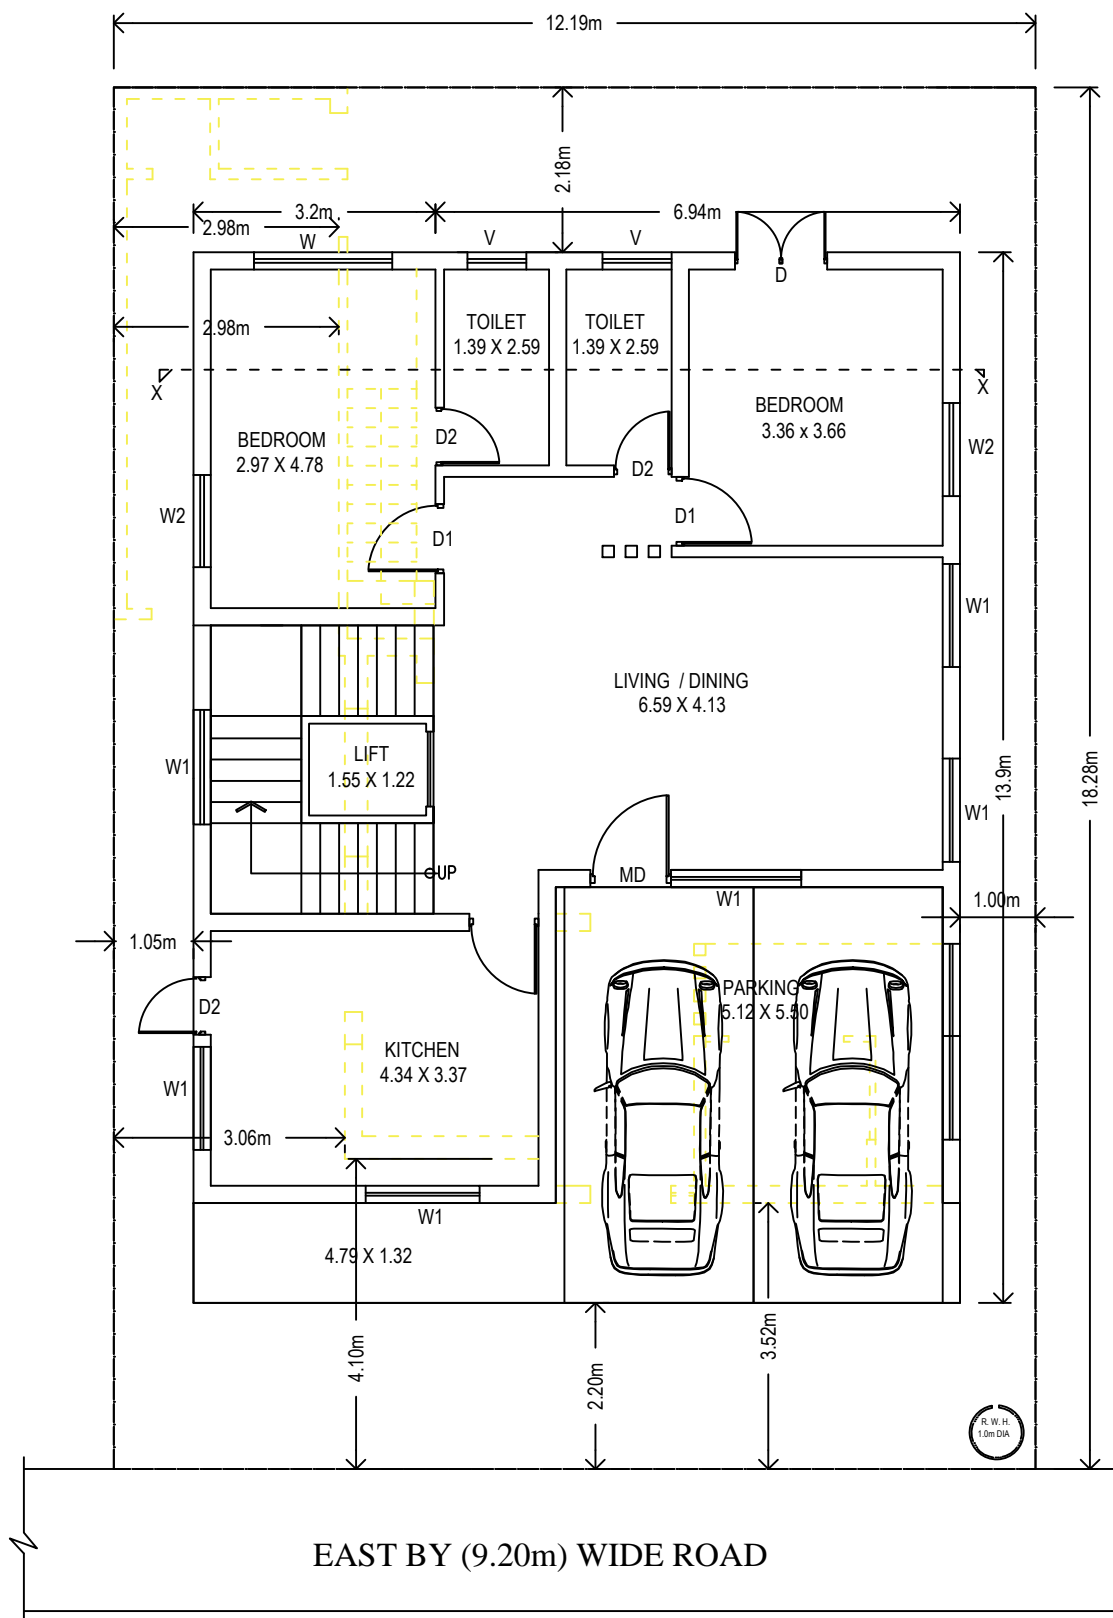 12.19m
2.18m
3.2m
6.94m
2.98m
W
V
V
D
2.98m
TOILET
1.39 X 2.59
TOILET
1.39 X 2.59
X
X
BEDROOM
3.36 x 3.66
BEDROOM
2.97 X 4.78
D2
D2
W2
W2
D1
D1
W1
LIVING / DINING
6.59 X 4.13
LIFT
1.55 X 1.22
W1
13.9m
18.28m
W1
UP
MD
W1
1.00m
1.05m
PARKING
5.12 X 5.50
D2
KITCHEN
4.34 X 3.37
W1
3.06m
W1
4.79 X 1.32
4.10m
2.20m
3.52m
R. W. H.
1.0m DIA
EAST BY (9.20m) WIDE ROAD